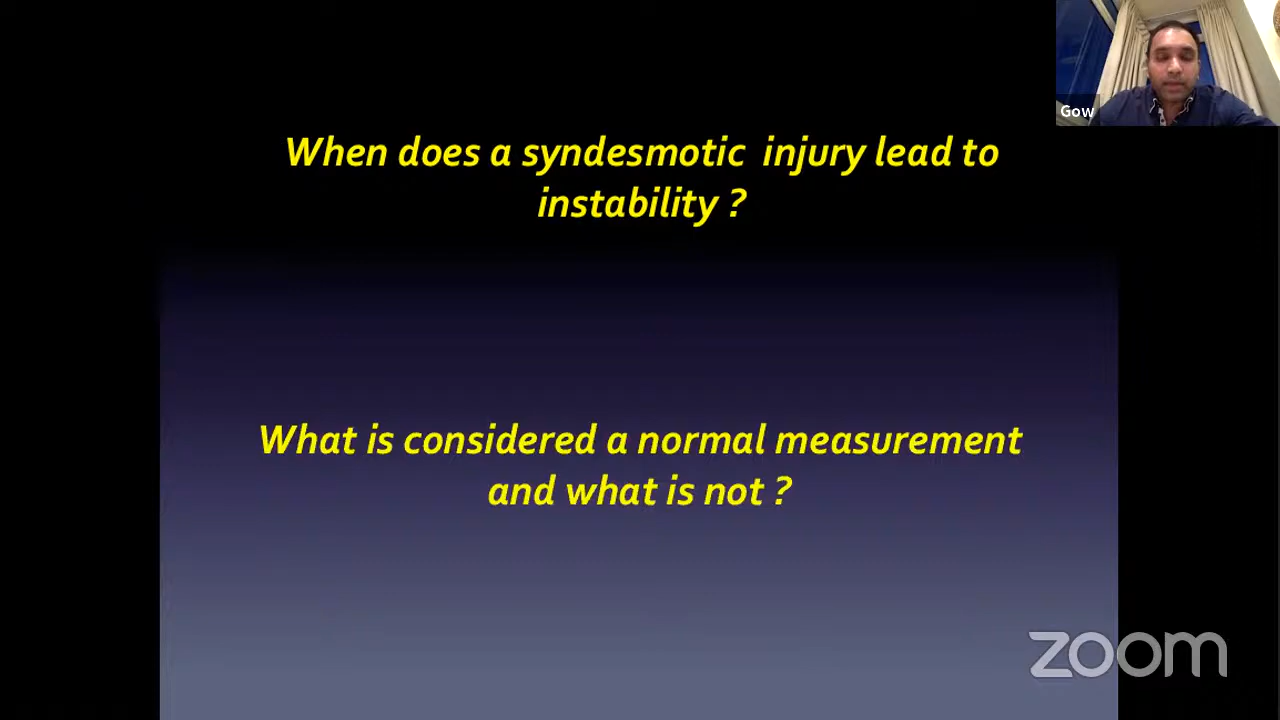 When does a syndesmotic injury lead to
instability ?
Gow
What is considered a normal measurement
and what is not ?
zoom